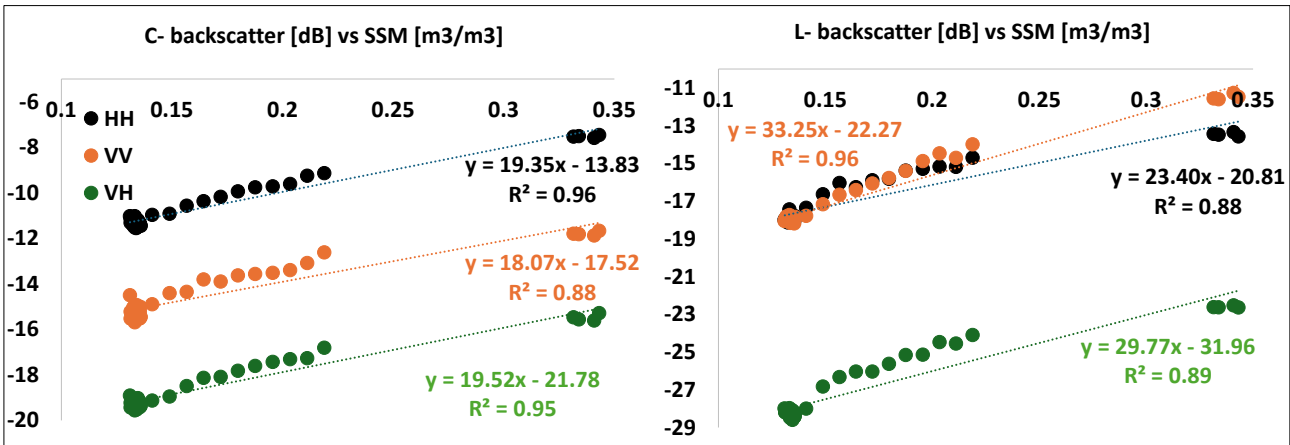 C- backscatter [dB] vs SSM [m3/m3]
-6
0.1
0.15
0.2
0.3
0.35
HH
VV
VH
-8
-10
-12
-14
-16
-18
-20
y = 19.35x - 13.83
R² = 0.96
y = 18.07x - 17.52
R² = 0.88
y = 19.52x - 21.78
R² = 0.95
L- backscatter [dB] vs SSM [m3/m3]
-11
0.1
0.15
0.2
0.3
0.35
-13
-15
-17
-19
-21
-23
-25
-27
-29
y = 33.25x - 22.27
R² = 0.96
y = 23.40x - 20.81
R² = 0.88
y = 29.77x - 31.96
R² = 0.89